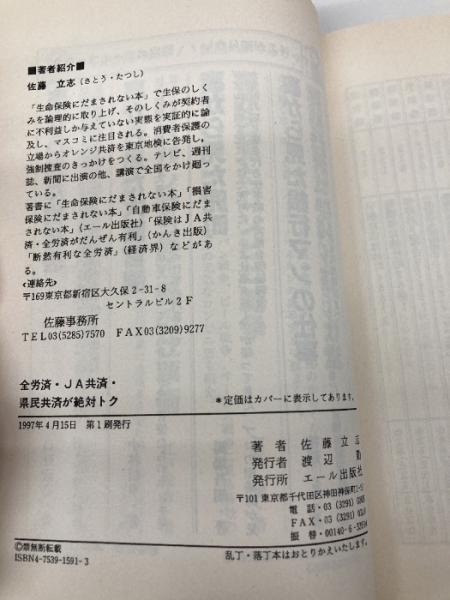 ■著者紹介■
佐藤 立志(さとう・たつし)
「生命保険にだまされない本」で生保のしく
みを論理的に取り上げ、そのしくみが契約者
に不利益しか与えていない実態を実証的に論
及し、マスコミに注目される。消費者保護の
立場からオレンジ共済を東京地検に告発し、
強制捜査のきっかけをつくる。テレビ、週刊
誌、新聞に出演の他、講演で全国をかけ廻っ
ている。
著書に「生命保険にだまされない本」「損害
保険にだまされない本」「自動車保険にだま
されない本」(エール出版社)「保険はJA共
済・全労済がだんぜん有利」(かんき出版)
「断然有利な全労済」(経済界)などがあ
る。
<連絡先>
〒169東京都新宿区大久保2-31-8
セントラルビル2F
佐藤事務所
TEL03(5285)7570 FAX03(3209)9277
全労済・JA共済・
県民共済が絶対トク
＊定価はカバーに表示してあります。
1997年4月15日 第1刷発行
著者 佐藤立志
発行者 渡辺
発行所 エール出版社
〒101東京都千代田区神田神保町
電話・03(3291)
FAX・03(3291)
振替・00140-6-
©禁無断転載
乱丁・落丁本はおとりかえいたします。
ISBN4-7539-1591-3